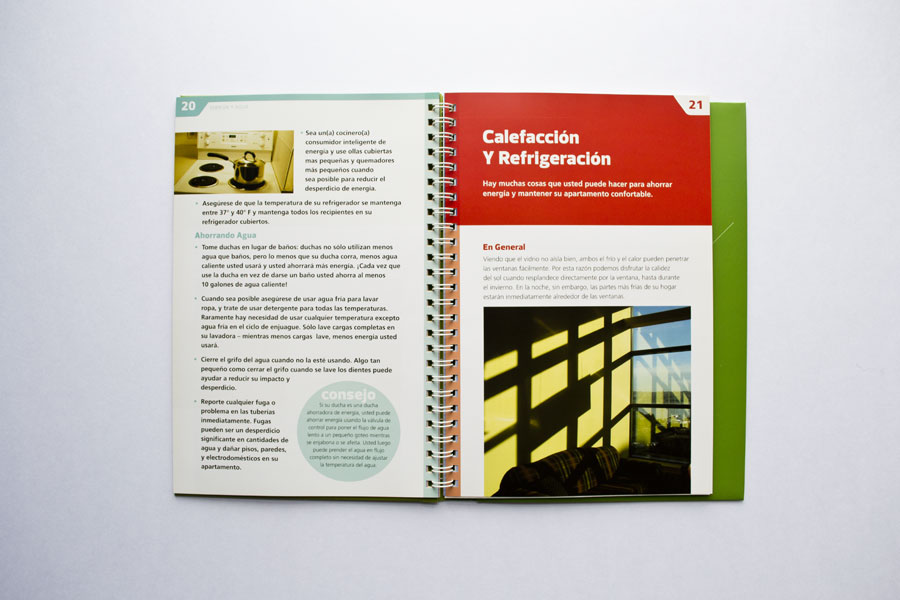 20
ENERGÍA Y AGUA
• Sea un(a) cocinero(a)
consumidor inteligente de
energía y use ollas cubiertas
mas pequeñas y quemadores
más pequeños cuando
sea posible para reducir el
desperdicio de energía.
• Asegúrese de que la temperatura de su refrigerador se mantenga
entre 37° y 40° F y mantenga todos los recipientes en su
refrigerador cubiertos.
Ahorrando Agua
• Tome duchas en lugar de baños: duchas no sólo utilizan menos
agua que baños, pero lo menos que su ducha corra, menos agua
caliente usted usará y usted ahorrará más energía. ¡Cada vez que
use la ducha en vez de darse un baño usted ahorra al menos
10 galones de agua caliente!
• Cuando sea posible asegúrese de usar agua fria para lavar
ropa, y trate de usar detergente para todas las temperaturas.
Raramente hay necesidad de usar cualquier temperatura excepto
agua fria en el ciclo de enjuague. Sólo lave cargas completas en
su lavadora – mientras menos cargas lave, menos energía usted
usará.
• Cierre el grifo del agua cuando no la esté usando. Algo tan
pequeño como cerrar el grifo cuando se lave los dientes puede
ayudar a reducir su impacto y
desperdicio.
• Reporte cualquier fuga o
problema en las tuberías
inmediatamente. Fugas
pueden ser un desperdicio
significante en cantidades de
agua y dañar pisos, paredes,
y electrodomésticos en su
apartamento.
consejo
Si su ducha es una ducha
ahorradora de energía, usted puede
ahorrar energía cuando la válvula de
control para poner el flujo de agua
lento a un pequeño goteo mientras
se enjabona o se afeita. Usted luego
puede prender el agua en flujo
completo sin necesidad de ajustar
la temperatura del agua.
21
Calefacción
Y Refrigeración
Hay muchas cosas que usted puede hacer para ahorrar
energía y mantener su apartamento confortable.
En General
Viendo que el vidrio no aísla bien, ambos el frío y el calor pueden penetrar
las ventanas fácilmente. Por esta razón podemos disfrutar la calidez
del sol cuando resplandece directamente por la ventana, hasta durante
el invierno. En la noche, sin embargo, las partes más frías de su hogar
estarán inmediatamente alrededor de las ventanas.